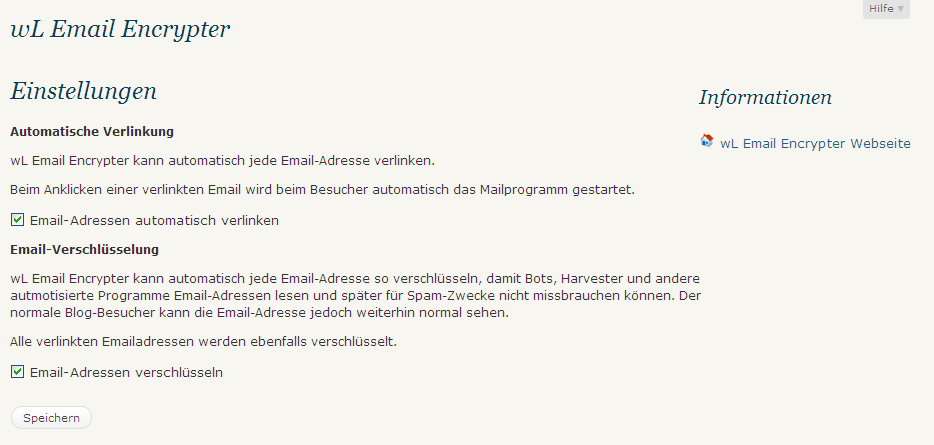 Hilfe
wL Email Encrypter
Einstellungen
Automatische Verlinkung
wL Email Encrypter kann automatisch jede Email-Adresse verlinken.
Beim Anklicken einer verlinkten Email wird beim Besucher automatisch das Mailprogramm gestartet.
Email-Adressen automatisch verlinken
Email-Verschlüsselung
wL Email Encrypter kann automatisch jede Email-Adresse so verschlüsseln, damit Bots, Harvester und andere
autmotisierte Programme Email-Adressen lesen und später für Spam-Zwecke nicht missbrauchen können. Der
normale Blog-Besucher kann die Email-Adresse jedoch weiterhin normal sehen.
Alle verlinkten Emailadressen werden ebenfalls verschlüsselt.
Email-Adressen verschlüsseln
Speichern
Informationen
wL Email Encrypter Webseite